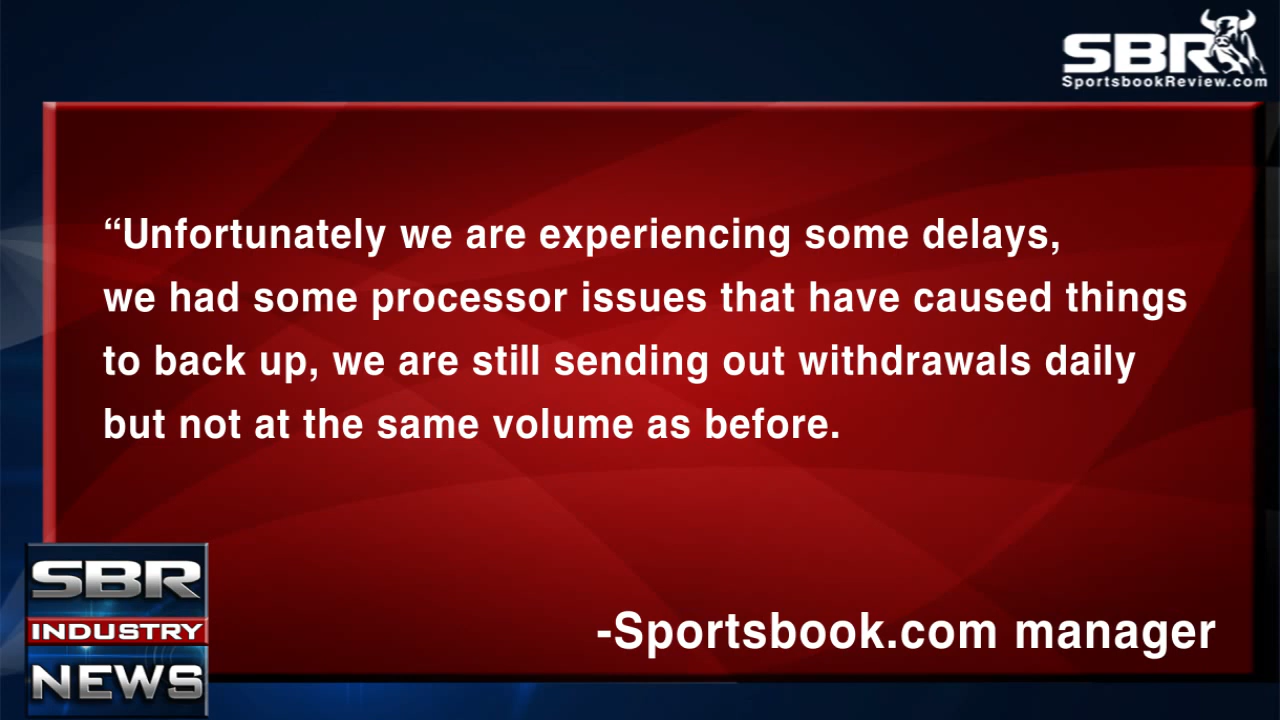 SBR
SportsbookReview.com
“Unfortunately we are experiencing some delays,
we had some processor issues that have caused things
to back up, we are still sending out withdrawals daily
but not at the same volume as before.
-Sportsbook.com manager
SBR
INDUSTRY
NEWS